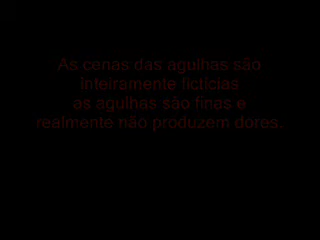 As cenas das agulhas são
inteiramente fictícias
as agulhas são finas e
realmente não produzem dores.